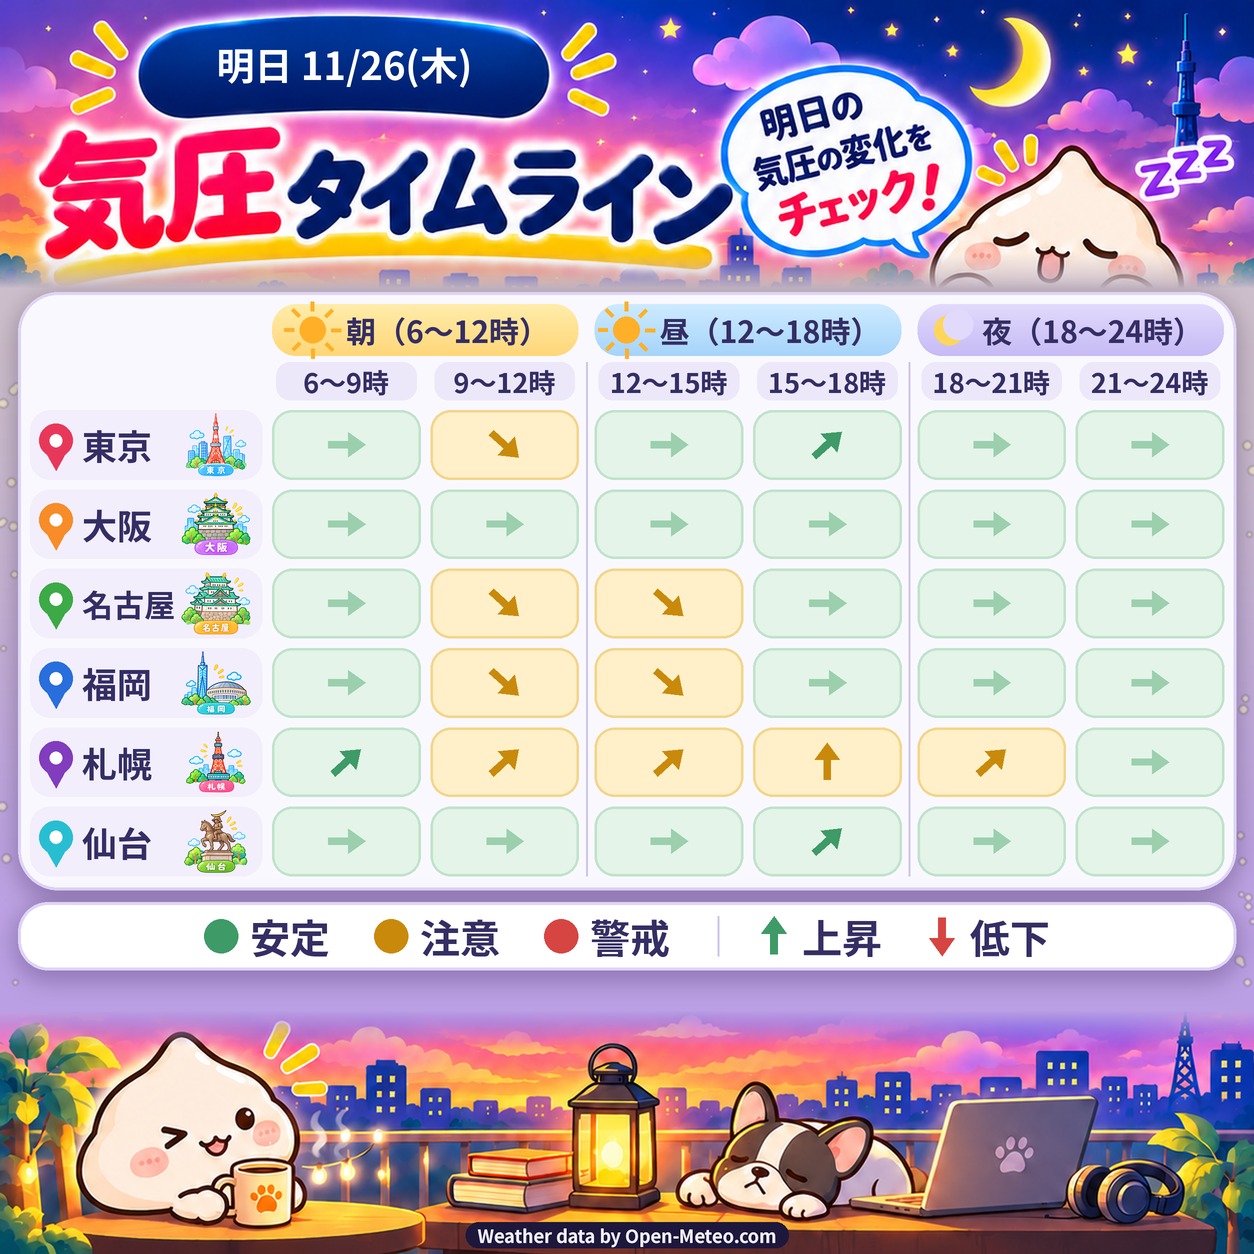 明日 11/26(木)
気圧タイムライン
明日の
気圧の変化を
チェック!
zzz
朝（6〜12時）
昼（12〜18時）
夜（18〜24時）
6〜9時
9〜12時
12〜15時
15〜18時
18〜21時
21〜24時
東京
東京
大阪
大阪
名古屋
名古屋
福岡
福岡
札幌
札幌
仙台
仙台
安定
注意
警戒
上昇
低下
Weather data by Open-Meteo.com